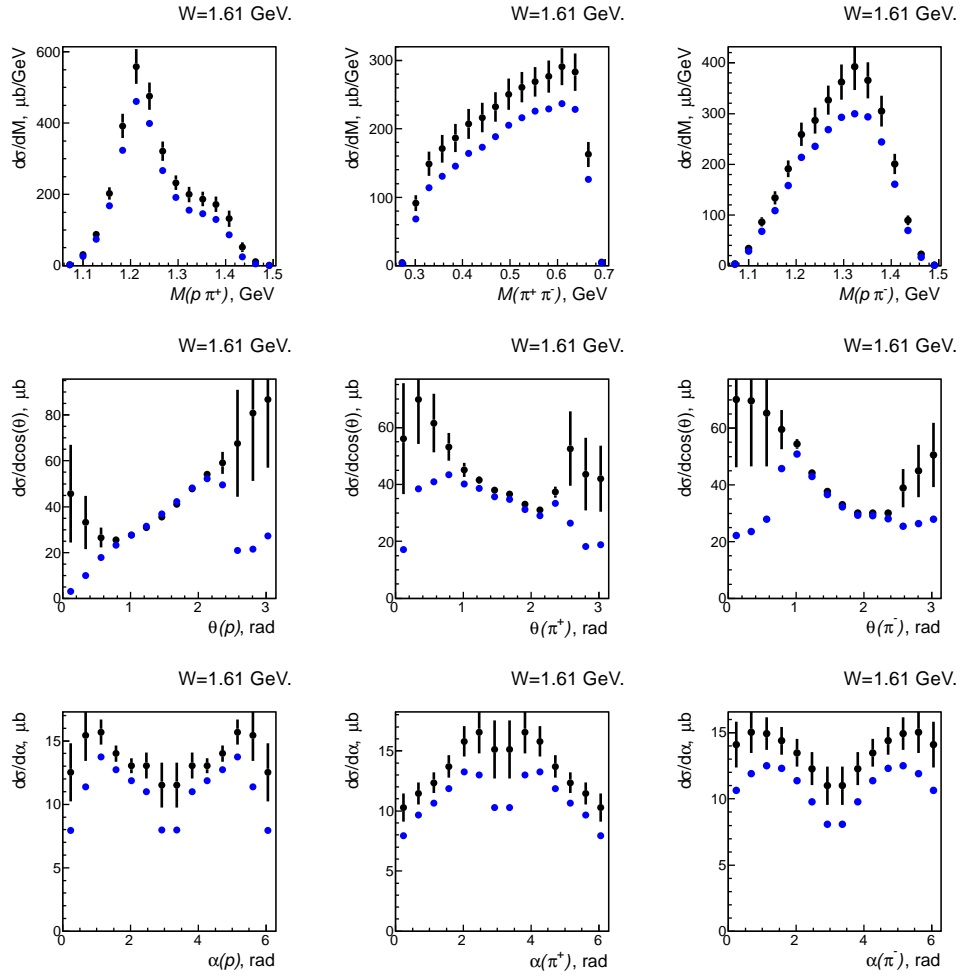 W=1.61 GeV.
W=1.61 GeV.
W=1.61 GeV.
dσ/dM, μb/GeV
600
400
200
0
1.1 1.2 1.3 1.4 1.5
M(p π⁺), GeV
dσ/dM, μb/GeV
300
200
100
0
0.3 0.4 0.5 0.6 0.7
M(π⁺ π⁻), GeV
dσ/dM, μb/GeV
400
300
200
100
0
1.1 1.2 1.3 1.4 1.5
M(p π⁻), GeV
W=1.61 GeV.
W=1.61 GeV.
W=1.61 GeV.
dσ/dcos(θ), μb
80
60
40
20
0
0 1 2 3
θ(p), rad
dσ/dcos(θ), μb
60
40
20
0
0 1 2 3
θ(π⁺), rad
dσ/dcos(θ), μb
60
40
20
0
0 1 2 3
θ(π⁻), rad
W=1.61 GeV.
W=1.61 GeV.
W=1.61 GeV.
dσ/dα, μb
15
10
5
0
0 2 4 6
α(p), rad
dσ/dα, μb
15
10
5
0
0 2 4 6
α(π⁺), rad
dσ/dα, μb
15
10
5
0
0 2 4 6
α(π⁻), rad